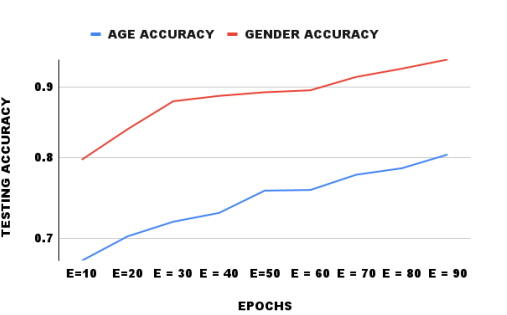 AGE ACCURACY GENDER ACCURACY
TESTING ACCURACY
0.9
0.8
0.7
E=10 E=20 E = 30 E = 40 E=50 E = 60 E = 70 E = 80 E = 90
EPOCHS